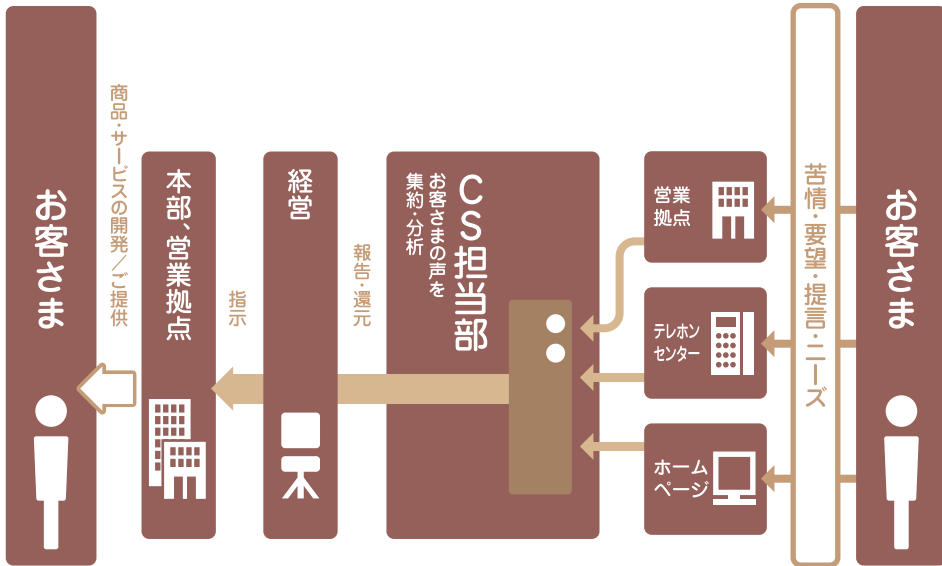 お客さま
苦情・要望・提言・ニーズ
営業
拠点
テレホン
センター
ホーム
ページ
CS担当部
お客さまの声を
集約・分析
報告・還元
経営
指示
本部、営業拠点
商品・サービスの開発／ご提供
お客さま